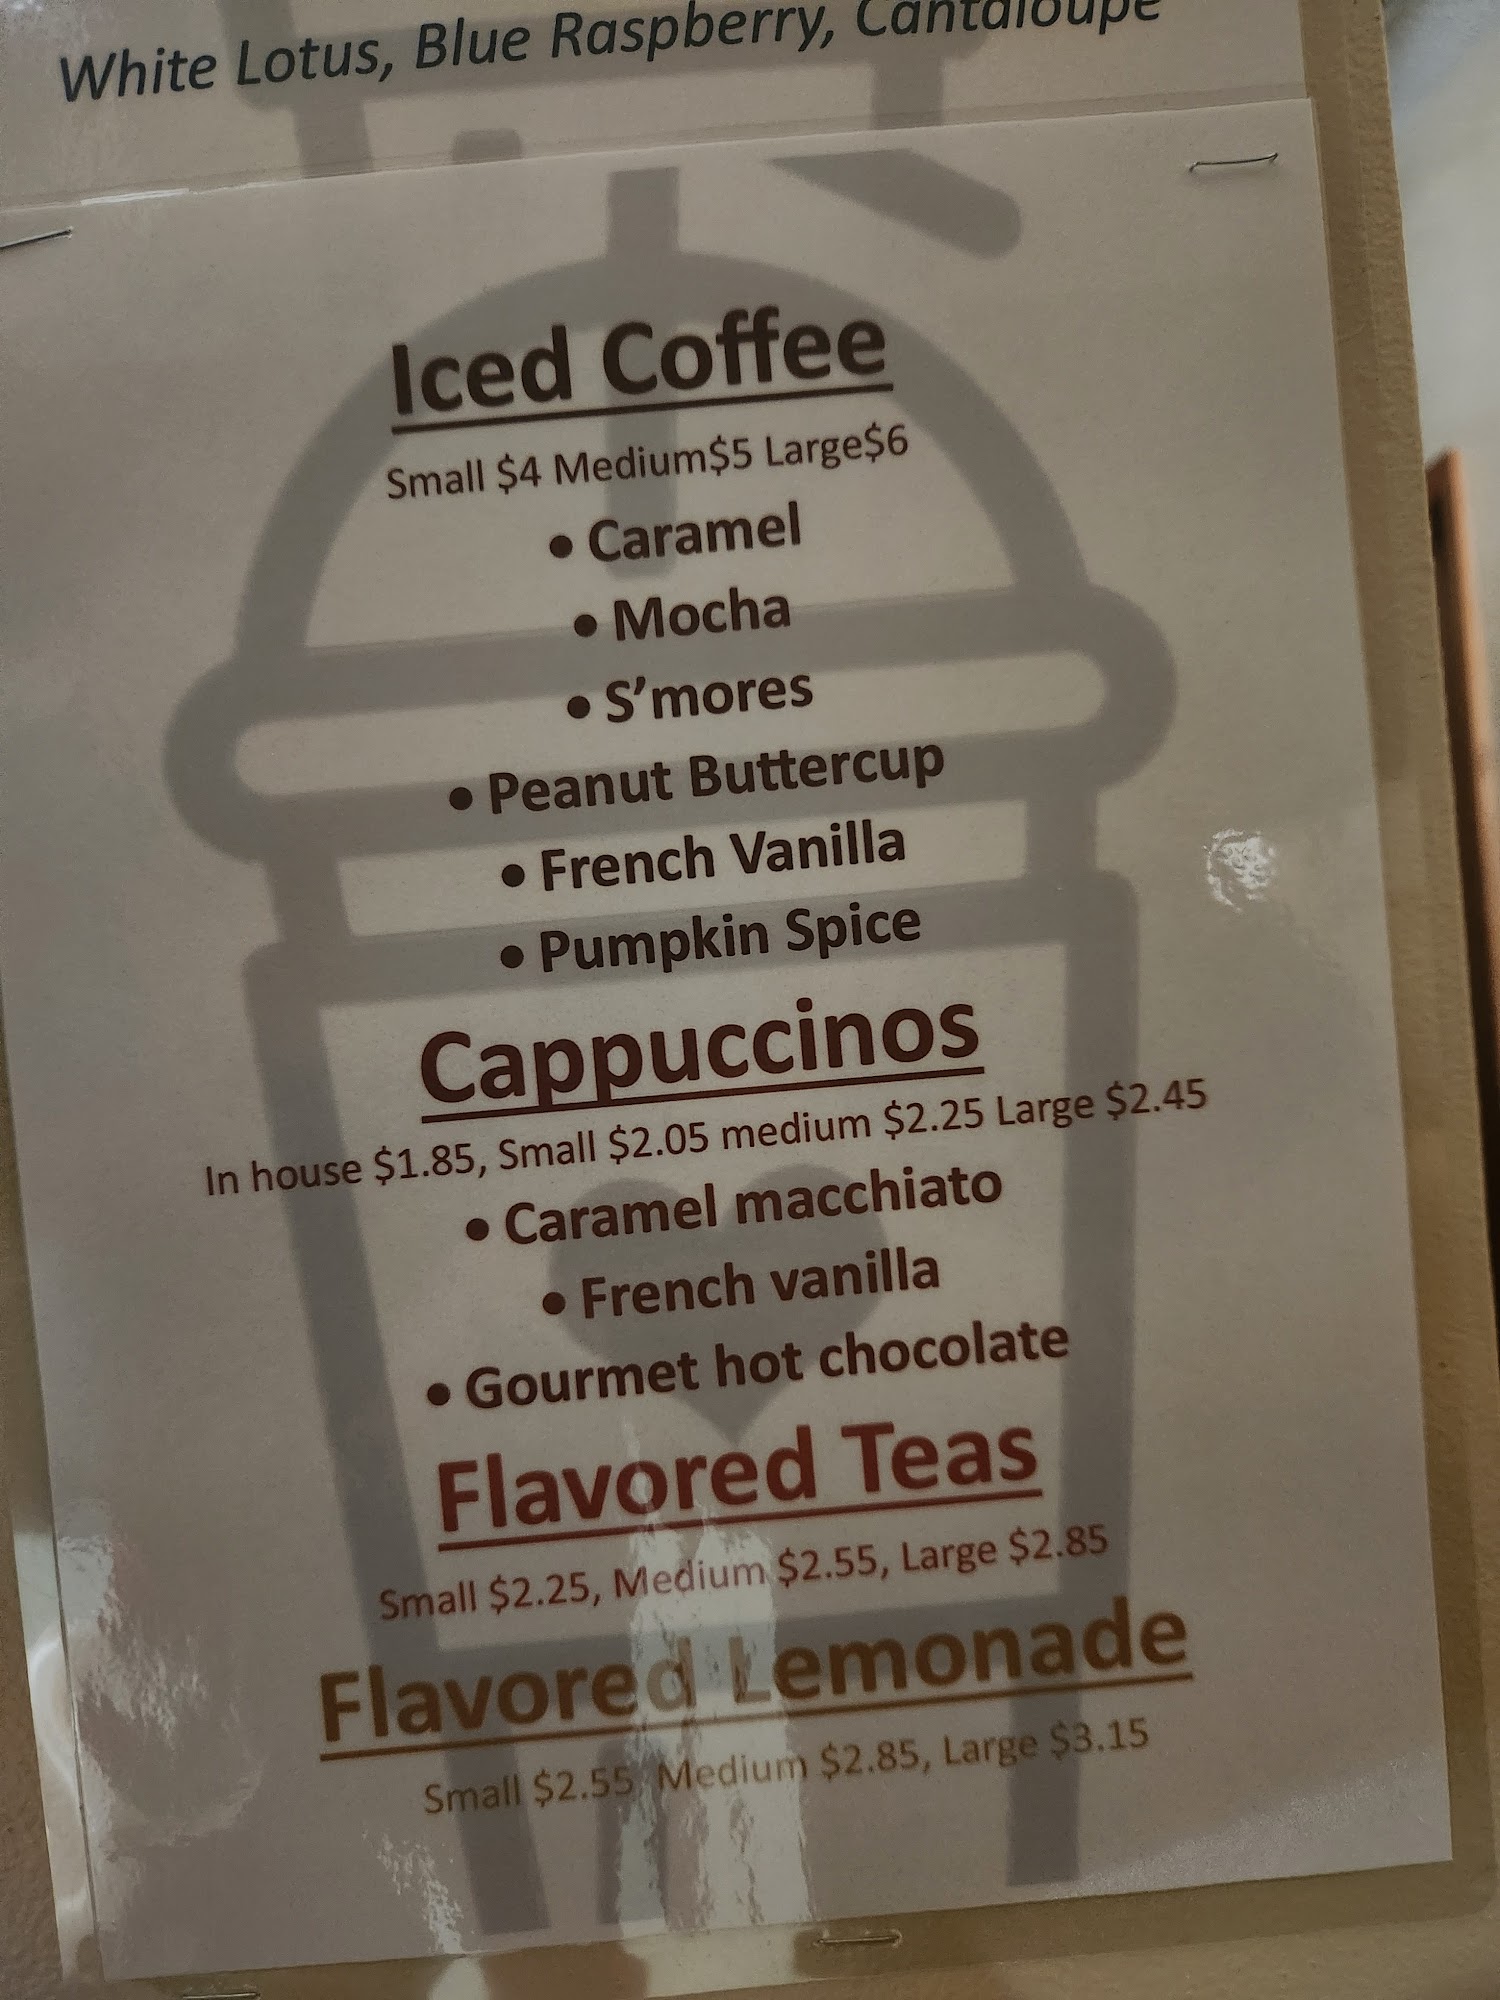 White Lotus, Blue Raspberry, Cantaloupe
Iced Coffee
Small $4 Medium$5 Large$6
• Caramel
• Mocha
• S’mores
• Peanut Buttercup
• French Vanilla
• Pumpkin Spice
Cappuccinos
In house $1.85, Small $2.05 medium $2.25 Large $2.45
• Caramel macchiato
• French vanilla
• Gourmet hot chocolate
Flavored Teas
Small $2.25, Medium $2.55, Large $2.85
Flavored Lemonade
Small $2.55, Medium $2.85, Large $3.15